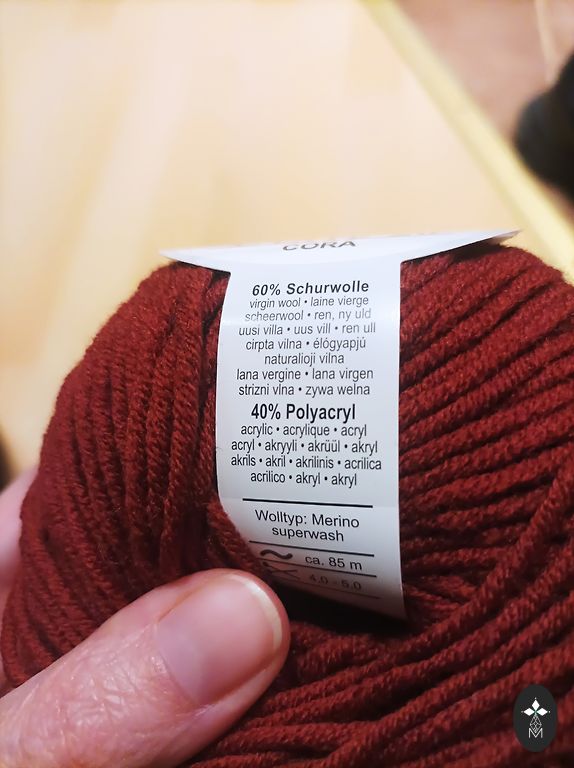 CORA
60% Schurwolle
virgin wool • laine vierge
scheerwool • ren, ny uld
uusi villa • uus vill • ren ull
cirpta vilna • élógyapjú
naturalioji vilna
lana vergine • lana virgen
strizni vlna • zywa welna
40% Polyacryl
acrylic • acrylique • acryl
acryl • akryyli • akrüül • akryl
akrils • akril • akrilinis • acrilica
acrilico • akryl • akryl
Wolltyp: Merino
superwash
ca. 85 m
4,0 - 5,0
M